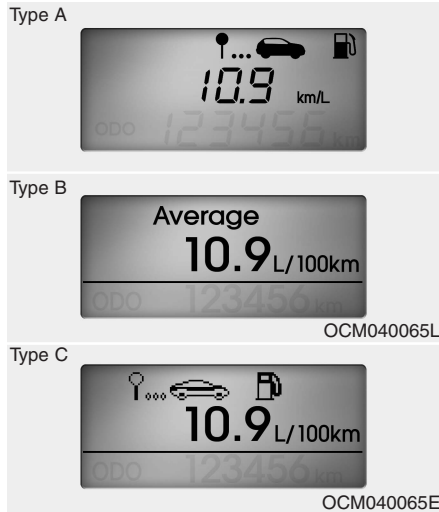 Type A
10.9 km/L
ODO 123456 km
Type B
Average
10.9 L/100km
ODO 123456 km
OCM040065L
Type C
10.9 L/100km
ODO 123456 km
OCM040065E